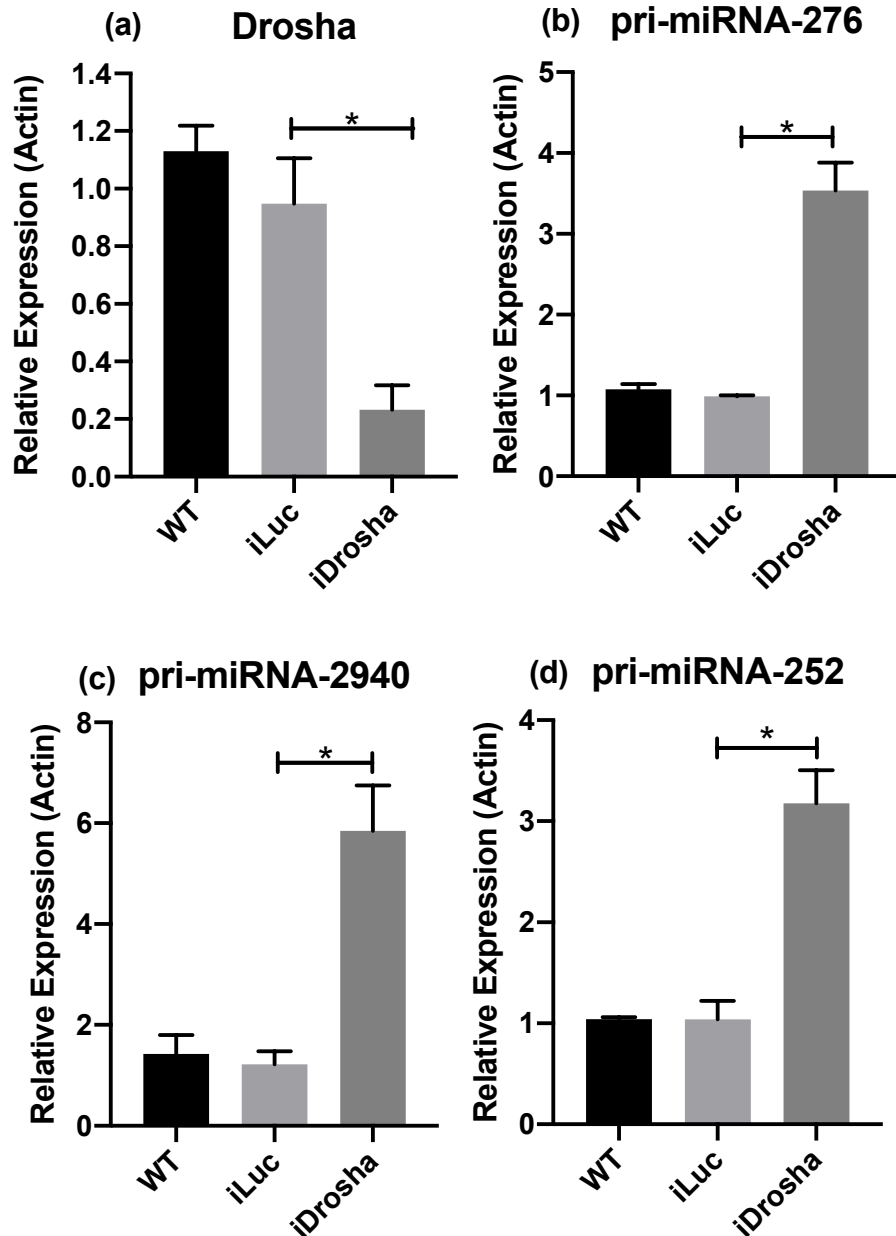 (a) Drosha
Relative Expression (Actin)
1.4
1.2
1.0
0.8
0.6
0.4
0.2
0.0
*
WT
iLuc
iDrosha
(b) pri-miRNA-276
Relative Expression (Actin)
5
4
3
2
1
0
*
WT
iLuc
iDrosha
(c) pri-miRNA-2940
Relative Expression (Actin)
8
6
4
2
0
*
WT
iLuc
iDrosha
(d) pri-miRNA-252
Relative Expression (Actin)
4
3
2
1
0
*
WT
iLuc
iDrosha